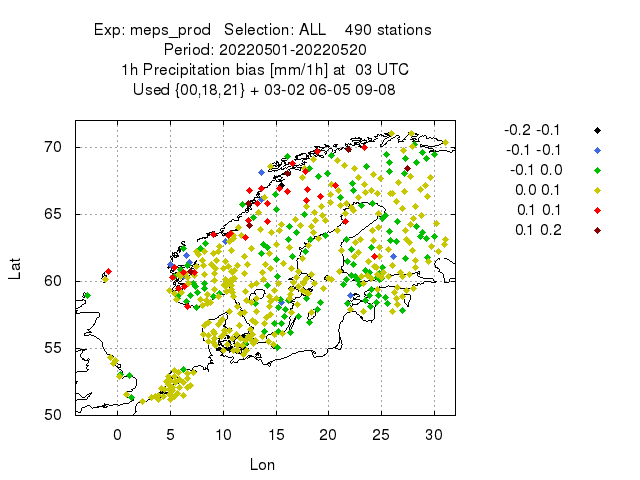 Exp: meps_prod Selection: ALL 490 stations
Period: 20220501-20220520
1h Precipitation bias [mm/1h] at 03 UTC
Used {00,18,21} + 03-02 06-05 09-08
-0.2 -0.1
-0.1 -0.1
-0.1 0.0
0.0 0.1
0.1 0.1
0.1 0.2
70
65
60
55
50
Lat
0 5 10 15 20 25 30
Lon